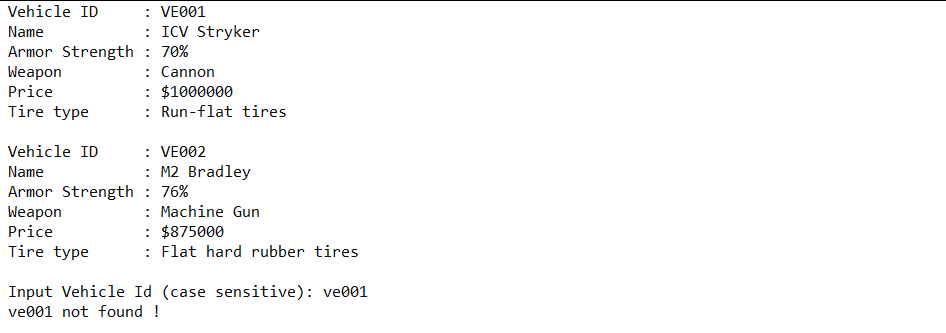 Vehicle ID     : VE001
Name           : ICV Stryker
Armor Strength : 70%
Weapon         : Cannon
Price          : $1000000
Tire type      : Run-flat tires

Vehicle ID     : VE002
Name           : M2 Bradley
Armor Strength : 76%
Weapon         : Machine Gun
Price          : $875000
Tire type      : Flat hard rubber tires

Input Vehicle Id (case sensitive): ve001
ve001 not found !